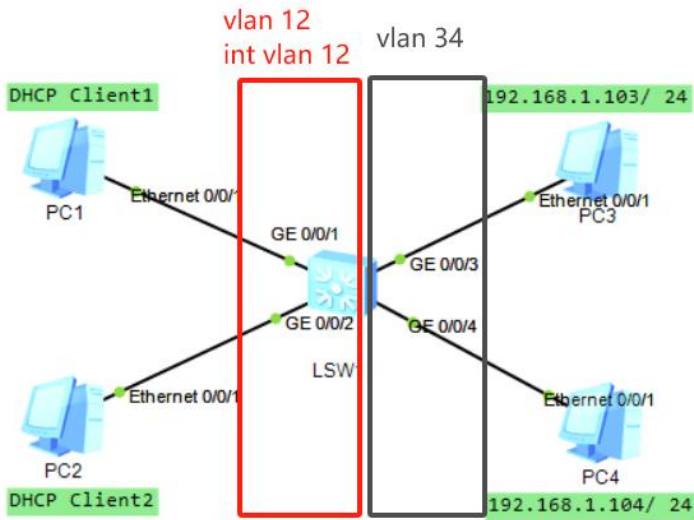 vlan 12
int vlan 12
vlan 34
DHCP Client1
192.168.1.103/ 24
Ethernet 0/0/1
PC1
Ethernet 0/0/1
PC3
GE 0/0/1
GE 0/0/3
GE 0/0/2
GE 0/0/4
LSW1
Ethernet 0/0/1
Ethernet 0/0/1
PC2
PC4
DHCP Client2
192.168.1.104/ 24